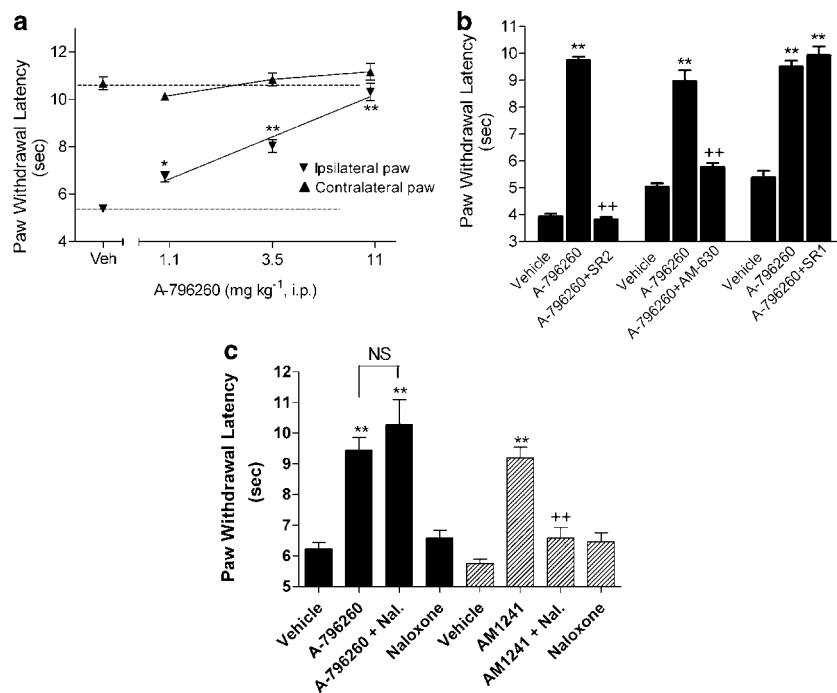 a
Paw Withdrawal Latency
(sec)
12
10
8
6
4
*
**
**
▼ Ipsilateral paw
▲ Contralateral paw
Veh 1.1 3.5 11
A-796260 (mg kg⁻¹, i.p.)
b
Paw Withdrawal Latency
(sec)
11
10
9
8
7
6
5
4
3
**
++
**
++
**
**
Vehicle
A-796260
A-796260+SR2
Vehicle
A-796260
A-796260+AM-630
Vehicle
A-796260
A-796260+SR1
c
Paw Withdrawal Latency
(sec)
12
11
10
9
8
7
6
5
NS
**
**
**
++
Vehicle
A-796260
A-796260 + Nal.
Naloxone
Vehicle
AM1241
AM1241 + Nal.
Naloxone